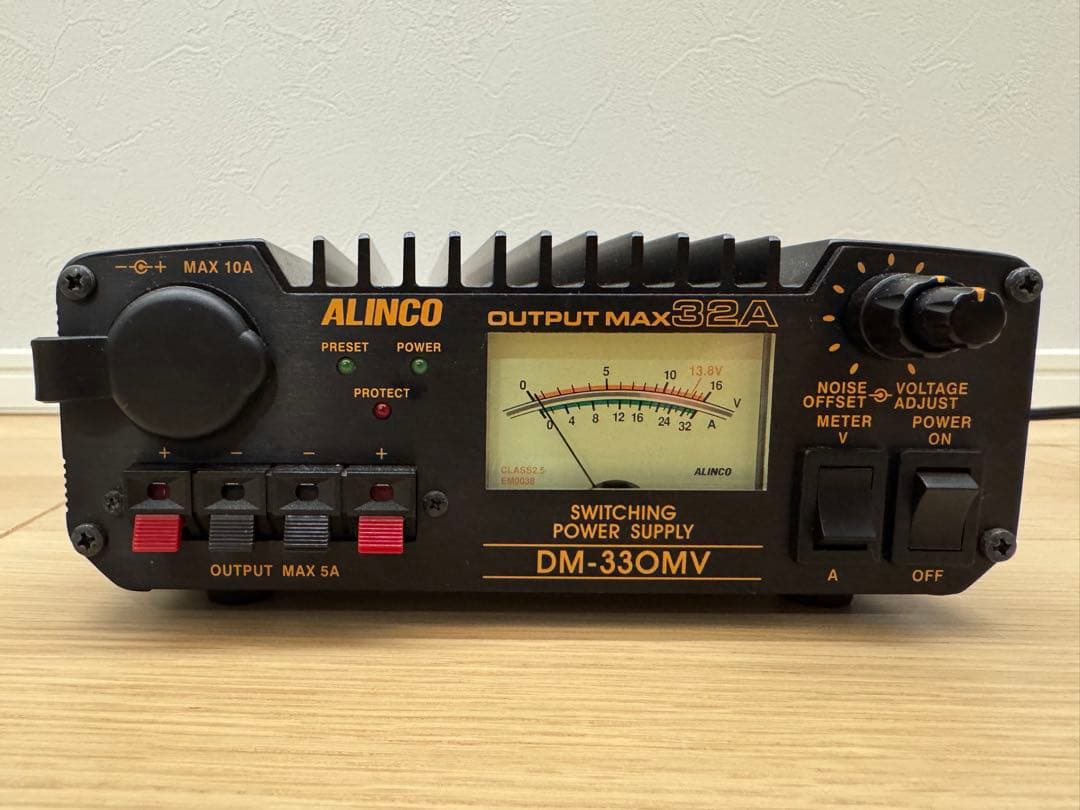 − + MAX 10A
ALINCO
OUTPUT MAX 32A
PRESET POWER
PROTECT
0 5 10 13.8V 16 V
0 4 8 12 16 24 32 A
CLASS2.5
EM0038
ALINCO
NOISE OFFSET
VOLTAGE ADJUST
METER
V
POWER
ON
+ − − +
OUTPUT MAX 5A
SWITCHING
POWER SUPPLY
DM-330MV
A
OFF